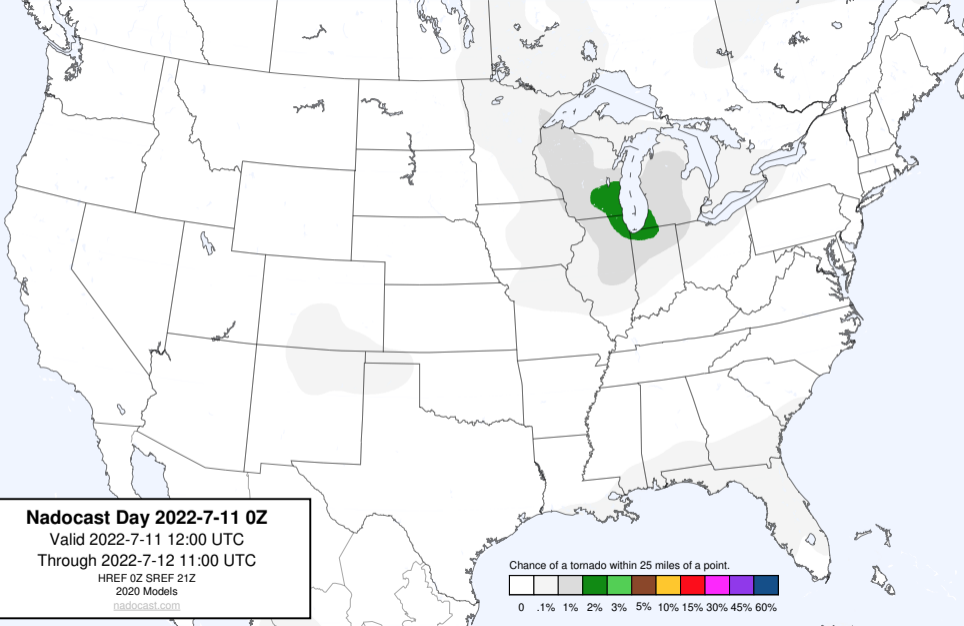 Nadocast Day 2022-7-11 0Z
Valid 2022-7-11 12:00 UTC
Through 2022-7-12 11:00 UTC
HREF 0Z SREF 21Z
2020 Models
nadocast.com
Chance of a tornado within 25 miles of a point.
0 .1% 1% 2% 3% 5% 10% 15% 30% 45% 60%